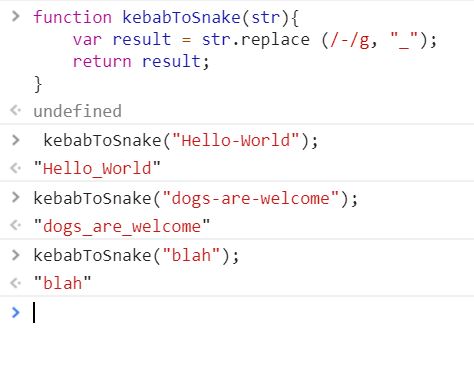 function kebabToSnake(str){
    var result = str.replace (/-/g, "_");
    return result;
}
undefined
kebabToSnake("Hello-World");
"Hello_World"
kebabToSnake("dogs-are-welcome");
"dogs_are_welcome"
kebabToSnake("blah");
"blah"